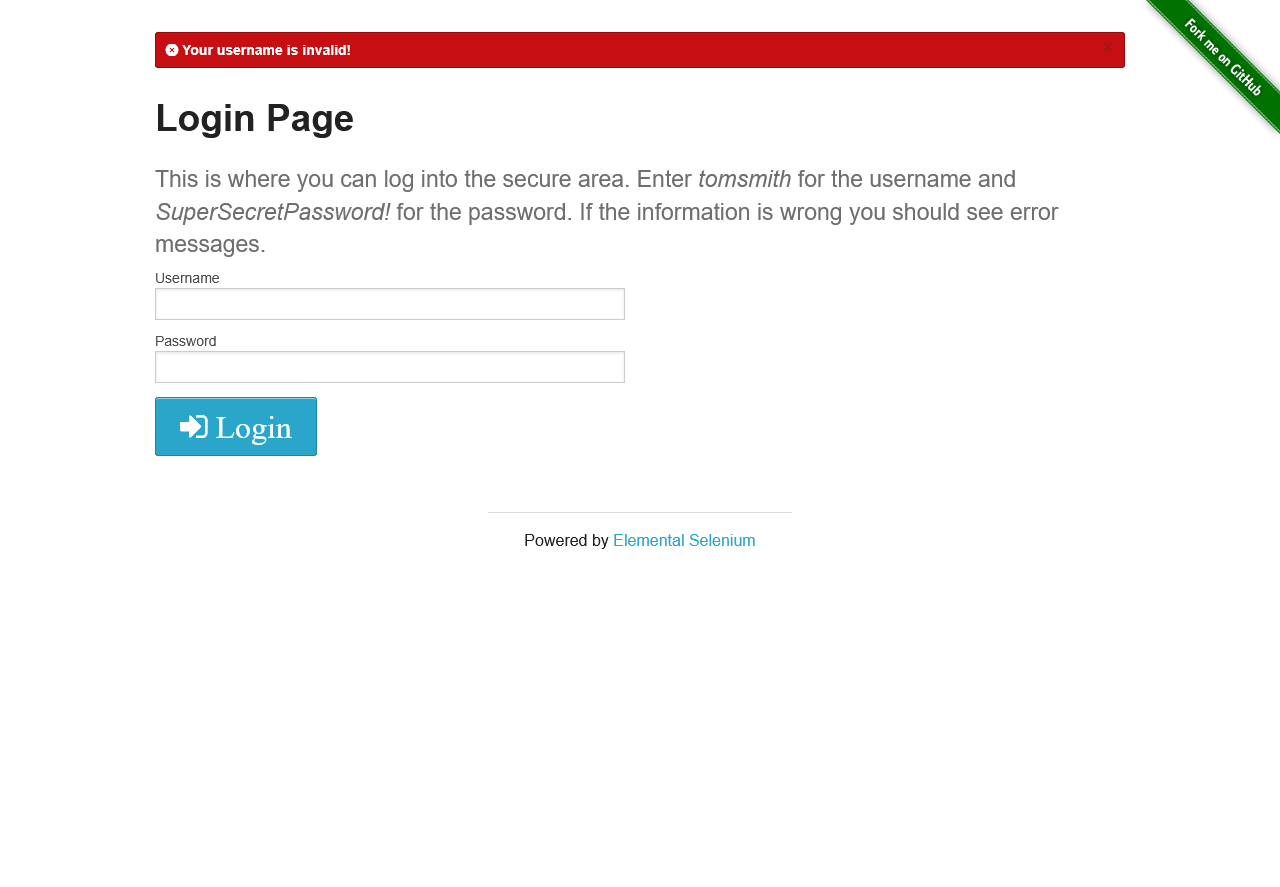 Your username is invalid!
×
Fork me on GitHub
Login Page
This is where you can log into the secure area. Enter tomsmith for the username and
SuperSecretPassword! for the password. If the information is wrong you should see error
messages.
Username
Password
Login
Powered by Elemental Selenium